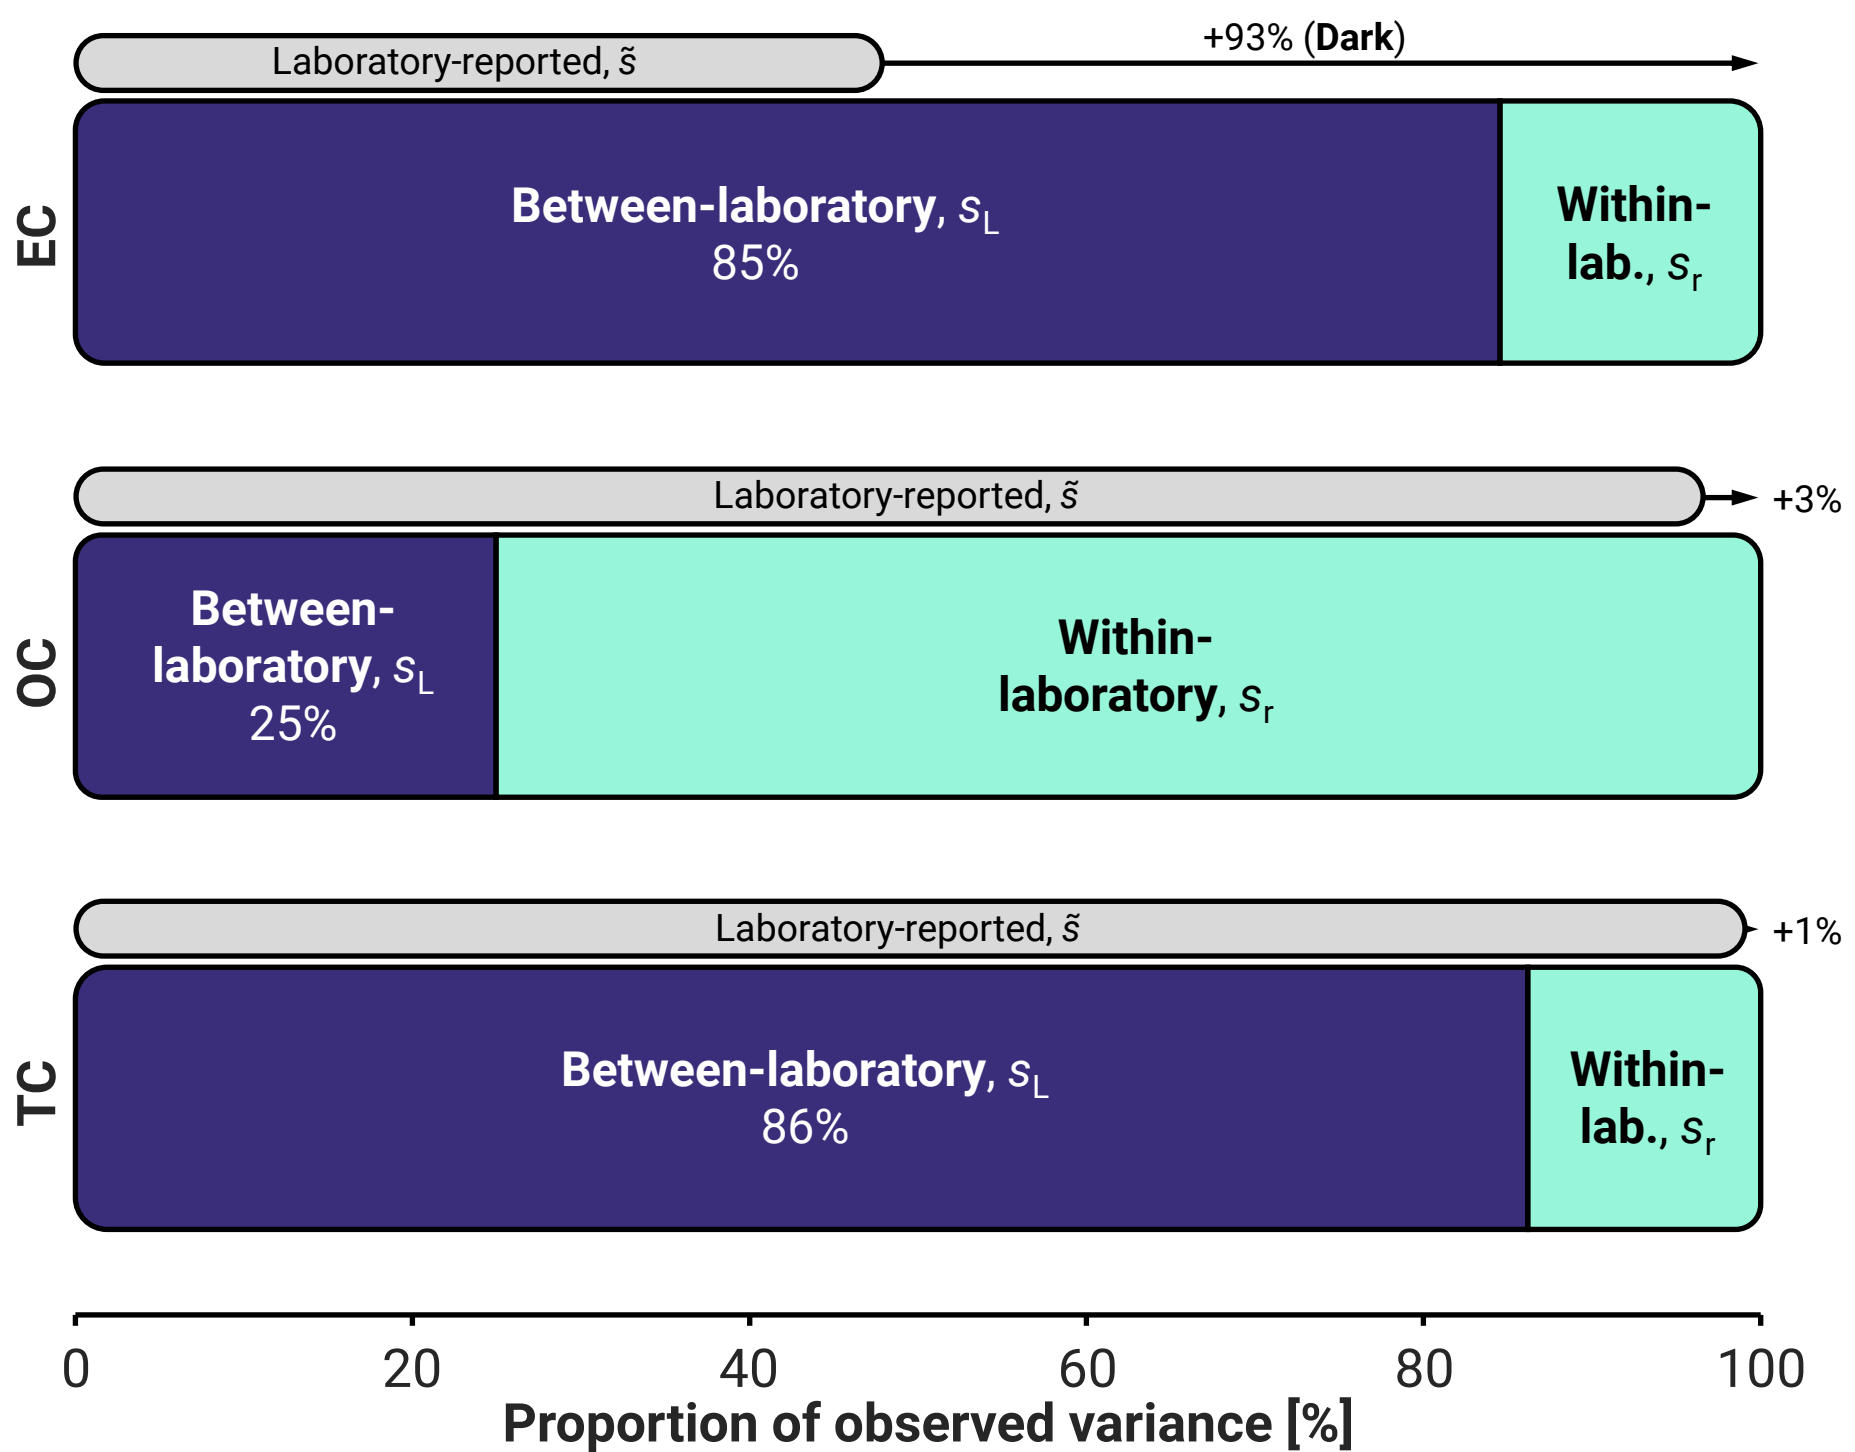 Laboratory-reported, s̃
+93% (Dark)
EC
Between-laboratory, sL
85%
Within-
lab., sr
Laboratory-reported, s̃
+3%
OC
Between-
laboratory, sL
25%
Within-
laboratory, sr
Laboratory-reported, s̃
+1%
TC
Between-laboratory, sL
86%
Within-
lab., sr
0 20 40 60 80 100
Proportion of observed variance [%]